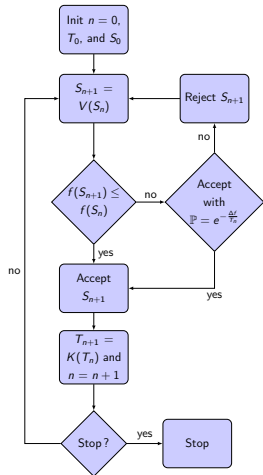 Init n = 0,
T₀, and S₀
Sₙ₊₁ =
V(Sₙ)
Reject Sₙ₊₁
no
f(Sₙ₊₁) ≤
f(Sₙ)
no
Accept
with
ℙ = e^{-Δf/Tₙ}
yes
yes
Accept
Sₙ₊₁
no
Tₙ₊₁ =
K(Tₙ) and
n = n + 1
Stop ?
yes
Stop